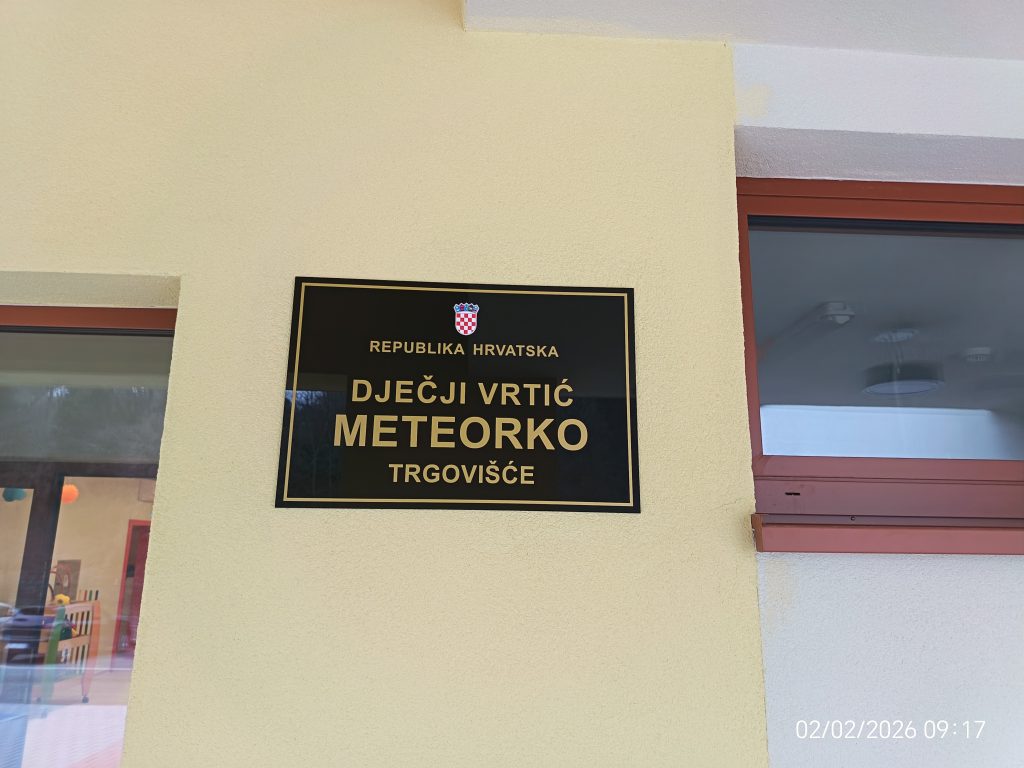 REPUBLIKA HRVATSKA
DJEČJI VRTIĆ
METEORKO
TRGOVIŠĆE
02/02/2026 09:17